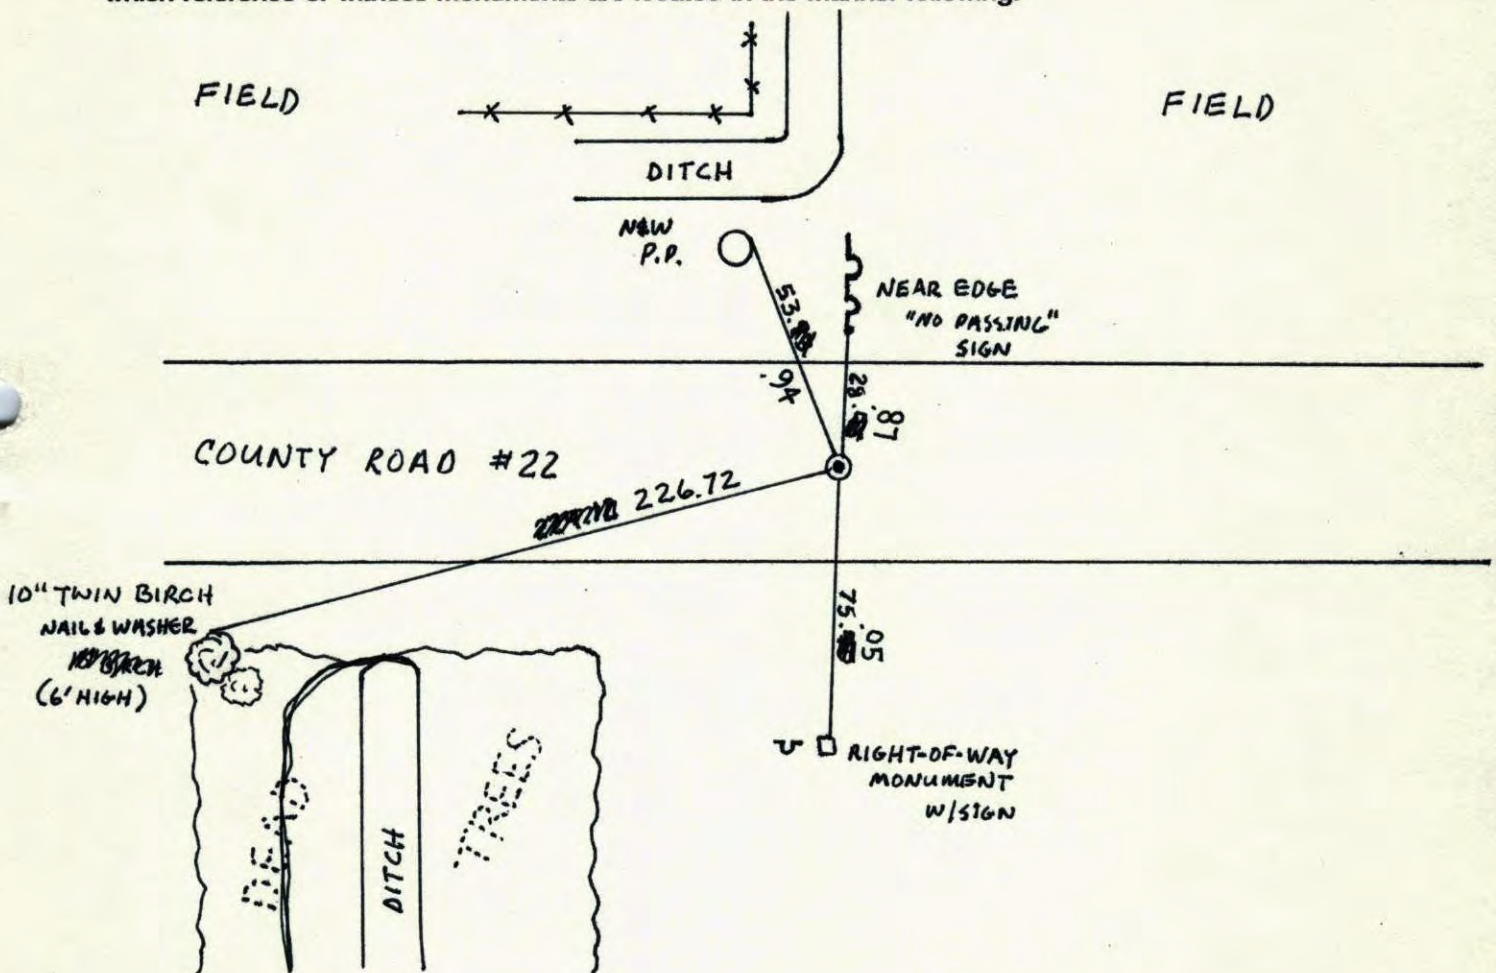 FIELD
FIELD
DITCH
N&W
P.P.
NEAR EDGE
"NO PASSING"
SIGN
53.
.94
28.
.87
COUNTY ROAD #22
226.72
10" TWIN BIRCH
NAIL & WASHER
(6' HIGH)
75.
.05
RIGHT-OF-WAY
MONUMENT
W/SIGN
DEAD
DITCH
TREES